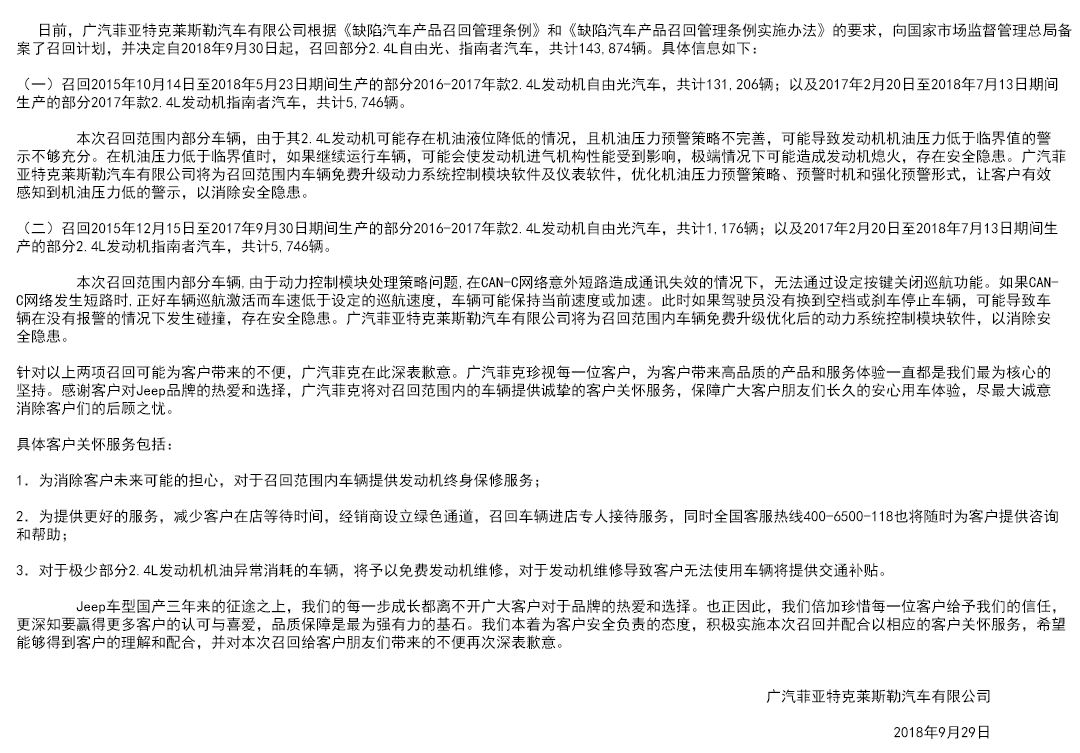 日前，广汽菲亚特克莱斯勒汽车有限公司根据《缺陷汽车产品召回管理条例》和《缺陷汽车产品召回管理条例实施办法》的要求，向国家市场监督管理总局备
案了召回计划，并决定自2018年9月30日起，召回部分2.4L自由光、指南者汽车，共计143,874辆。具体信息如下：
（一）召回2015年10月14日至2018年5月23日期间生产的部分2016-2017年款2.4L发动机自由光汽车，共计131,206辆；以及2017年2月20日至2018年7月13日期间
生产的部分2017年款2.4L发动机指南者汽车，共计5,746辆。
本次召回范围内部分车辆，由于其2.4L发动机可能存在机油液位降低的情况，且机油压力预警策略不完善，可能导致发动机机油压力低于临界值的警
示不够充分。在机油压力低于临界值时，如果继续运行车辆，可能会使发动机进气机构性能受到影响，极端情况下可能造成发动机熄火，存在安全隐患。广汽菲
亚特克莱斯勒汽车有限公司将为召回范围内车辆免费升级动力系统控制模块软件及仪表软件，优化机油压力预警策略、预警时机和强化预警形式，让客户有效
感知到机油压力低的警示，以消除安全隐患。
（二）召回2015年12月15日至2017年9月30日期间生产的部分2016-2017年款2.4L发动机自由光汽车，共计1,176辆；以及2017年2月20日至2018年7月13日期间生
产的部分2.4L发动机指南者汽车，共计5,746辆。
本次召回范围内部分车辆,由于动力控制模块处理策略问题,在CAN-C网络意外短路造成通讯失效的情况下，无法通过设定按键关闭巡航功能。如果CAN-
C网络发生短路时,正好车辆巡航激活而车速低于设定的巡航速度，车辆可能保持当前速度或加速。此时如果驾驶员没有换到空档或刹车停止车辆，可能导致车
辆在没有报警的情况下发生碰撞，存在安全隐患。广汽菲亚特克莱斯勒汽车有限公司将为召回范围内车辆免费升级优化后的动力系统控制模块软件，以消除安
全隐患。
针对以上两项召回可能为客户带来的不便，广汽菲克在此深表歉意。广汽菲克珍视每一位客户，为客户带来高品质的产品和服务体验一直都是我们最为核心的
坚持。感谢客户对Jeep品牌的热爱和选择，广汽菲克将对召回范围内的车辆提供诚挚的客户关怀服务，保障广大客户朋友们长久的安心用车体验，尽最大诚意
消除客户们的后顾之忧。
具体客户关怀服务包括：
1．为消除客户未来可能的担心，对于召回范围内车辆提供发动机终身保修服务；
2．为提供更好的服务，减少客户在店等待时间，经销商设立绿色通道，召回车辆进店专人接待服务，同时全国客服热线400-6500-118也将随时为客户提供咨询
和帮助；
3．对于极少部分2.4L发动机机油异常消耗的车辆，将予以免费发动机维修，对于发动机维修导致客户无法使用车辆将提供交通补贴。
Jeep车型国产三年来的征途之上，我们的每一步成长都离不开广大客户对于品牌的热爱和选择。也正因此，我们倍加珍惜每一位客户给予我们的信任，
更深知要赢得更多客户的认可与喜爱，品质保障是最为强有力的基石。我们本着为客户安全负责的态度，积极实施本次召回并配合以相应的客户关怀服务，希望
能够得到客户的理解和配合，并对本次召回给客户朋友们带来的不便再次深表歉意。
广汽菲亚特克莱斯勒汽车有限公司
2018年9月29日